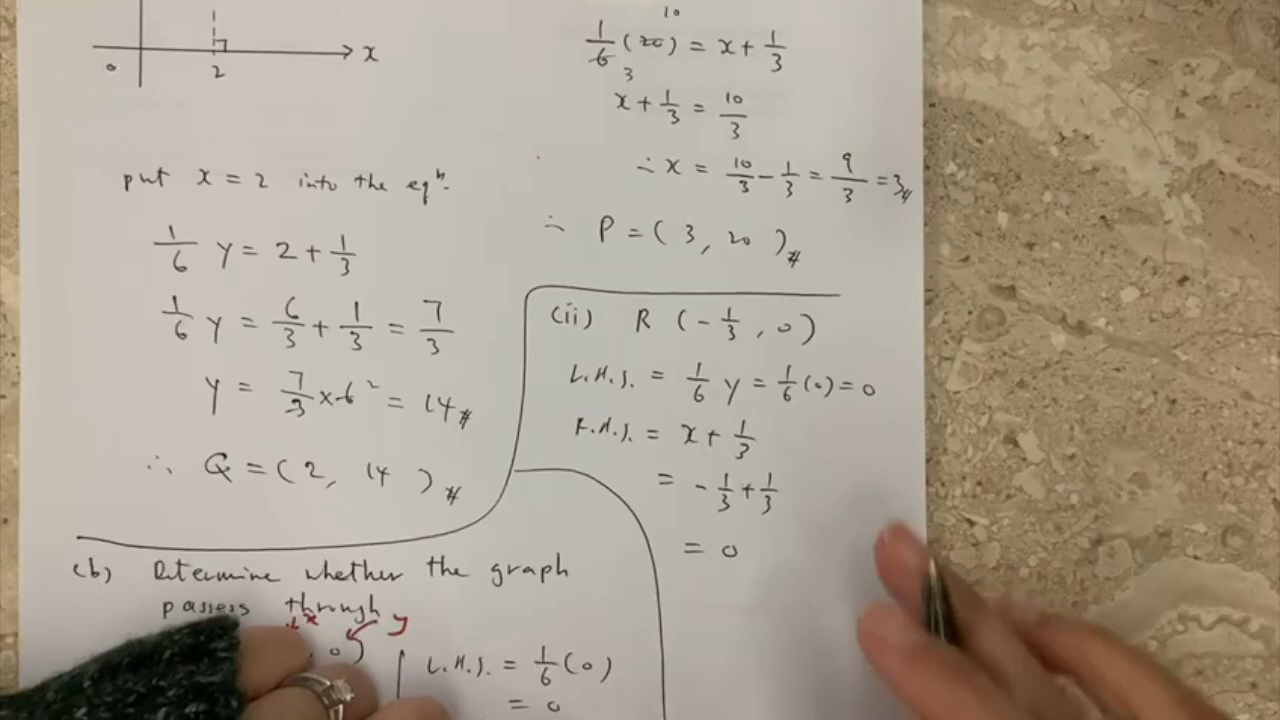 x
0
2
put x = 2 into the eqⁿ.
1/6 y = 2 + 1/3
1/6 y = 6/3 + 1/3 = 7/3
y = 7/3 × 6 ² = 14
∴ Q = (2, 14)
(b) Determine whether the graph
passess through
x y
, 0)
L.H.S. = 1/6 (0)
= 0
10
1/6 (20) = x + 1/3
3
x + 1/3 = 10/3
∴ x = 10/3 - 1/3 = 9/3 = 3
∴ P = (3, 20)
(ii) R (-1/3, 0)
L.H.S. = 1/6 y = 1/6 (0) = 0
R.H.S. = x + 1/3
= -1/3 + 1/3
= 0